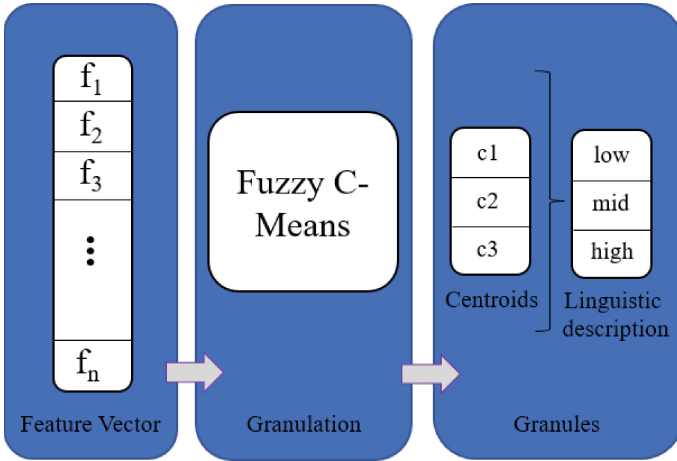 f1
f2
f3
⋮
fn
Feature Vector
Fuzzy C-
Means
Granulation
c1
c2
c3
Centroids
low
mid
high
Linguistic
description
Granules